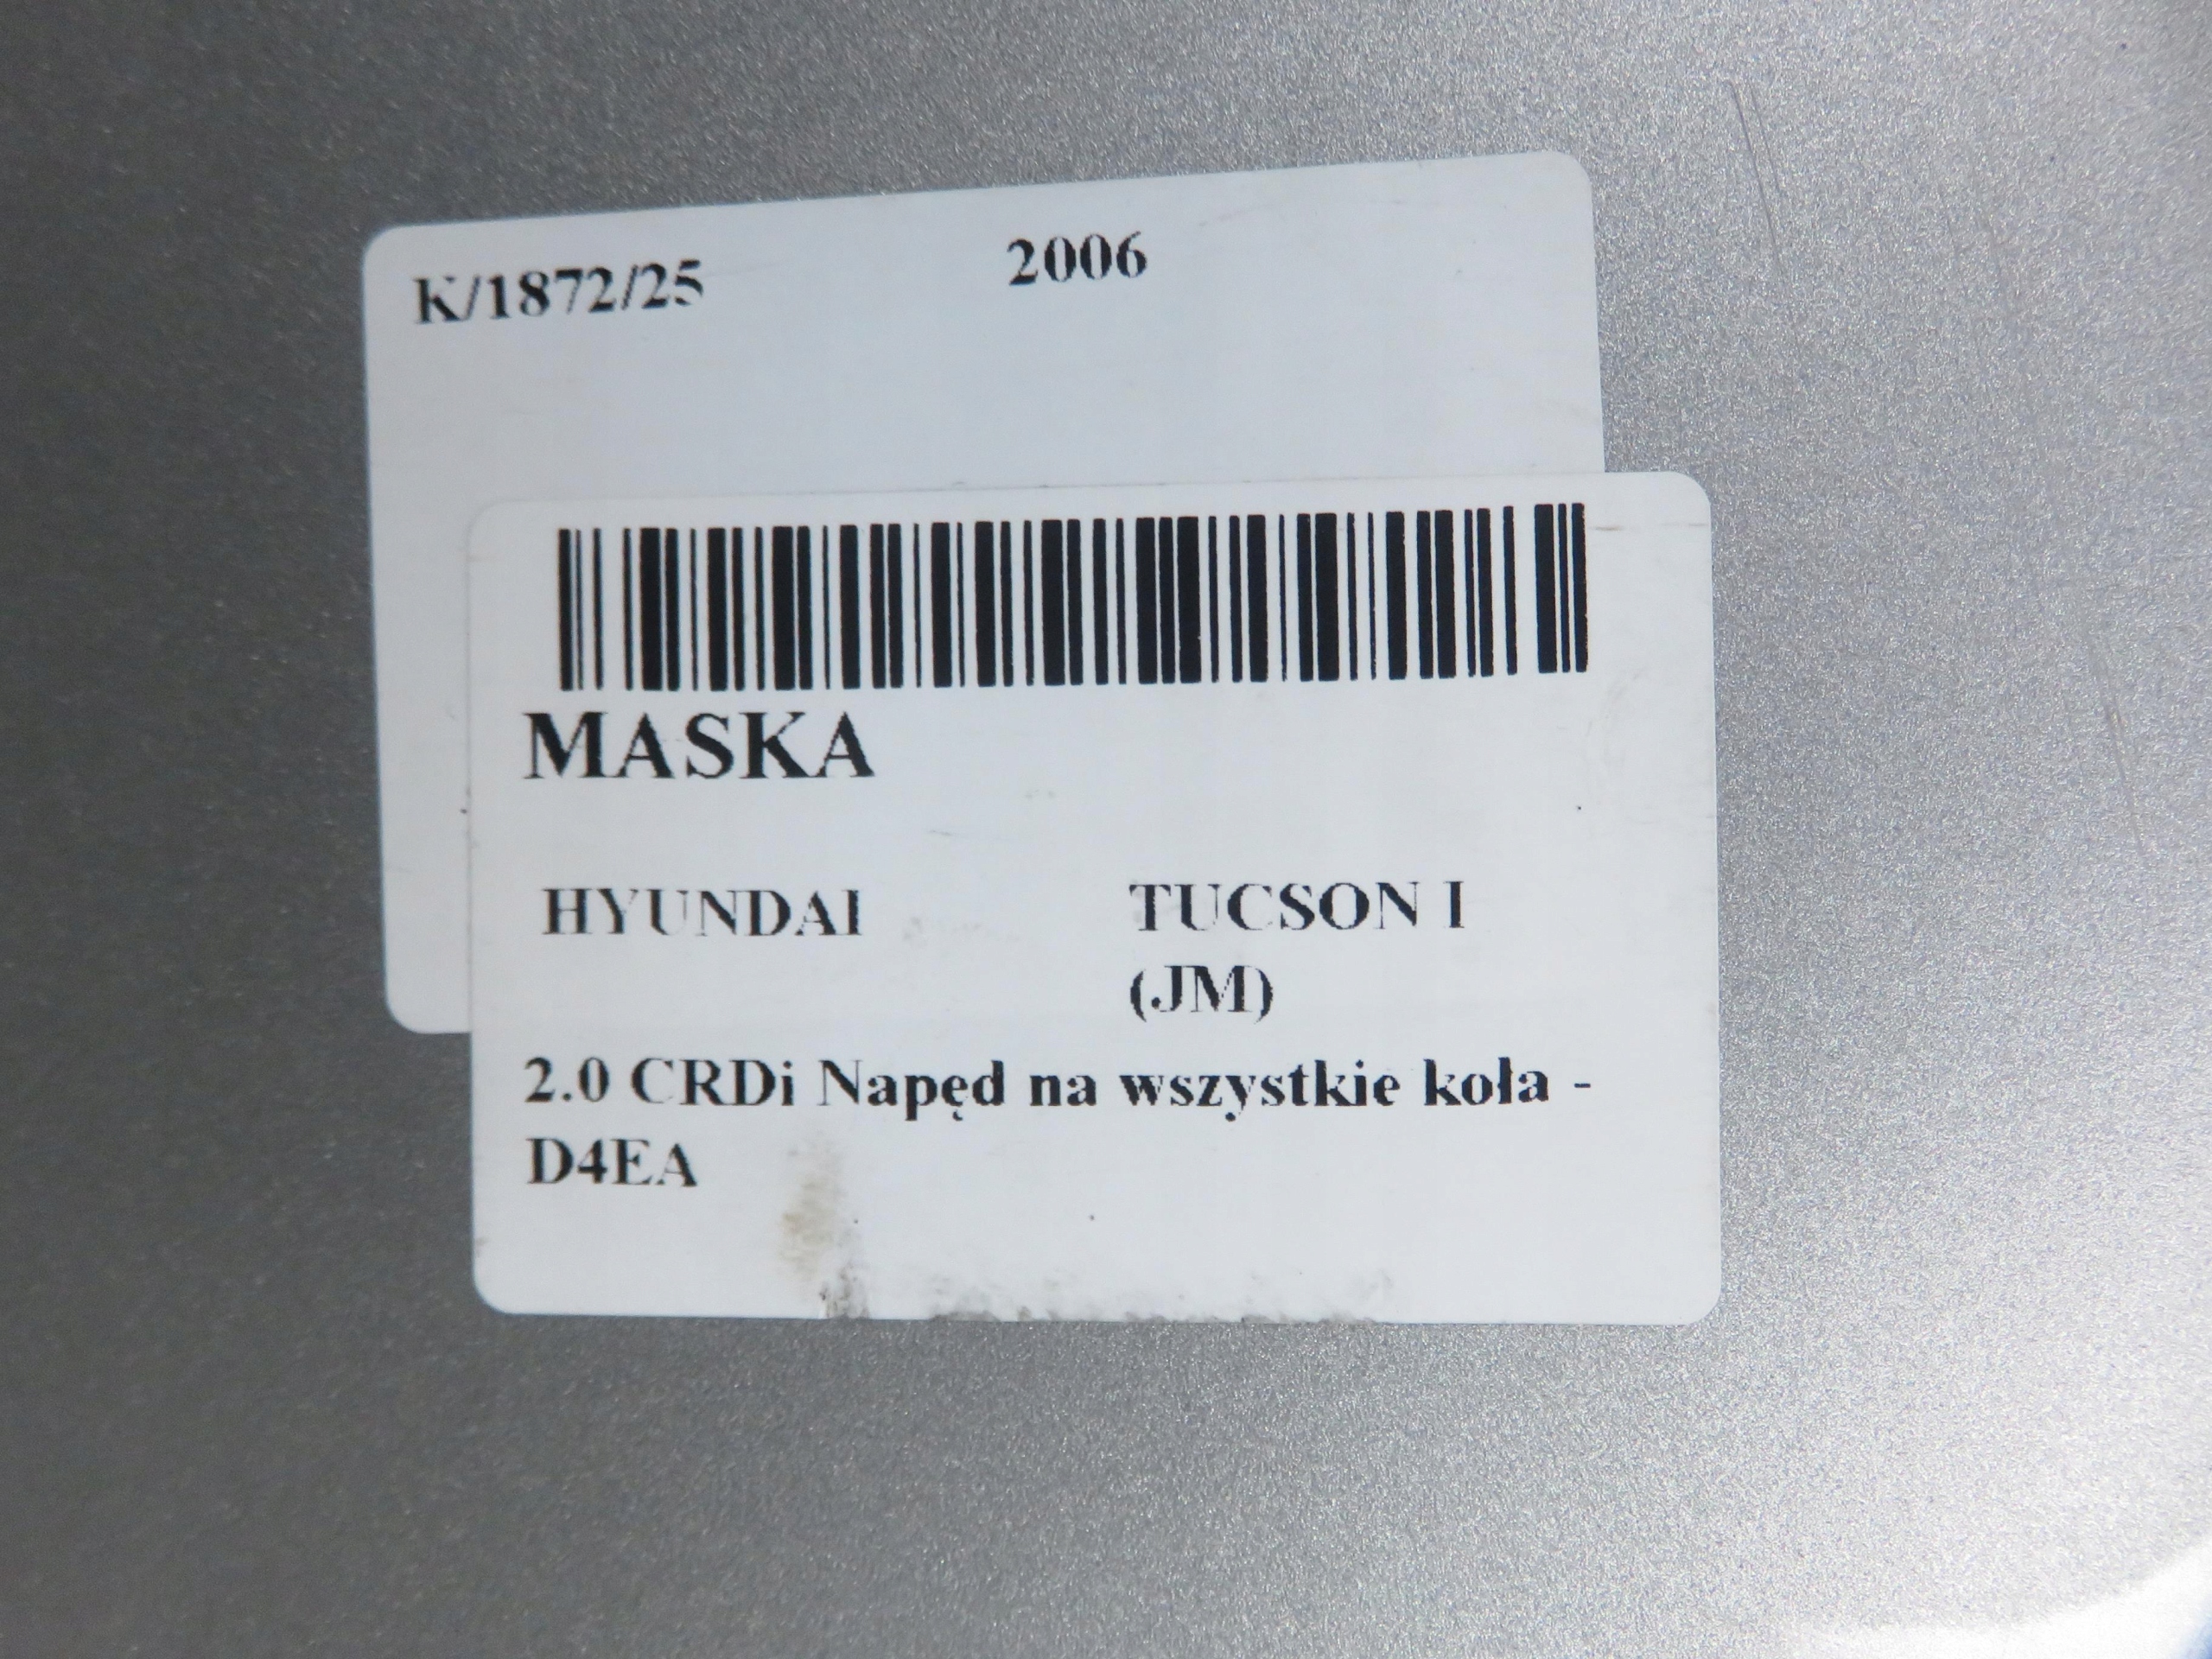 K/1872/25 2006
MASKA
HYUNDAI TUCSON I
(JM)
2.0 CRDi Napęd na wszystkie koła -
D4EA